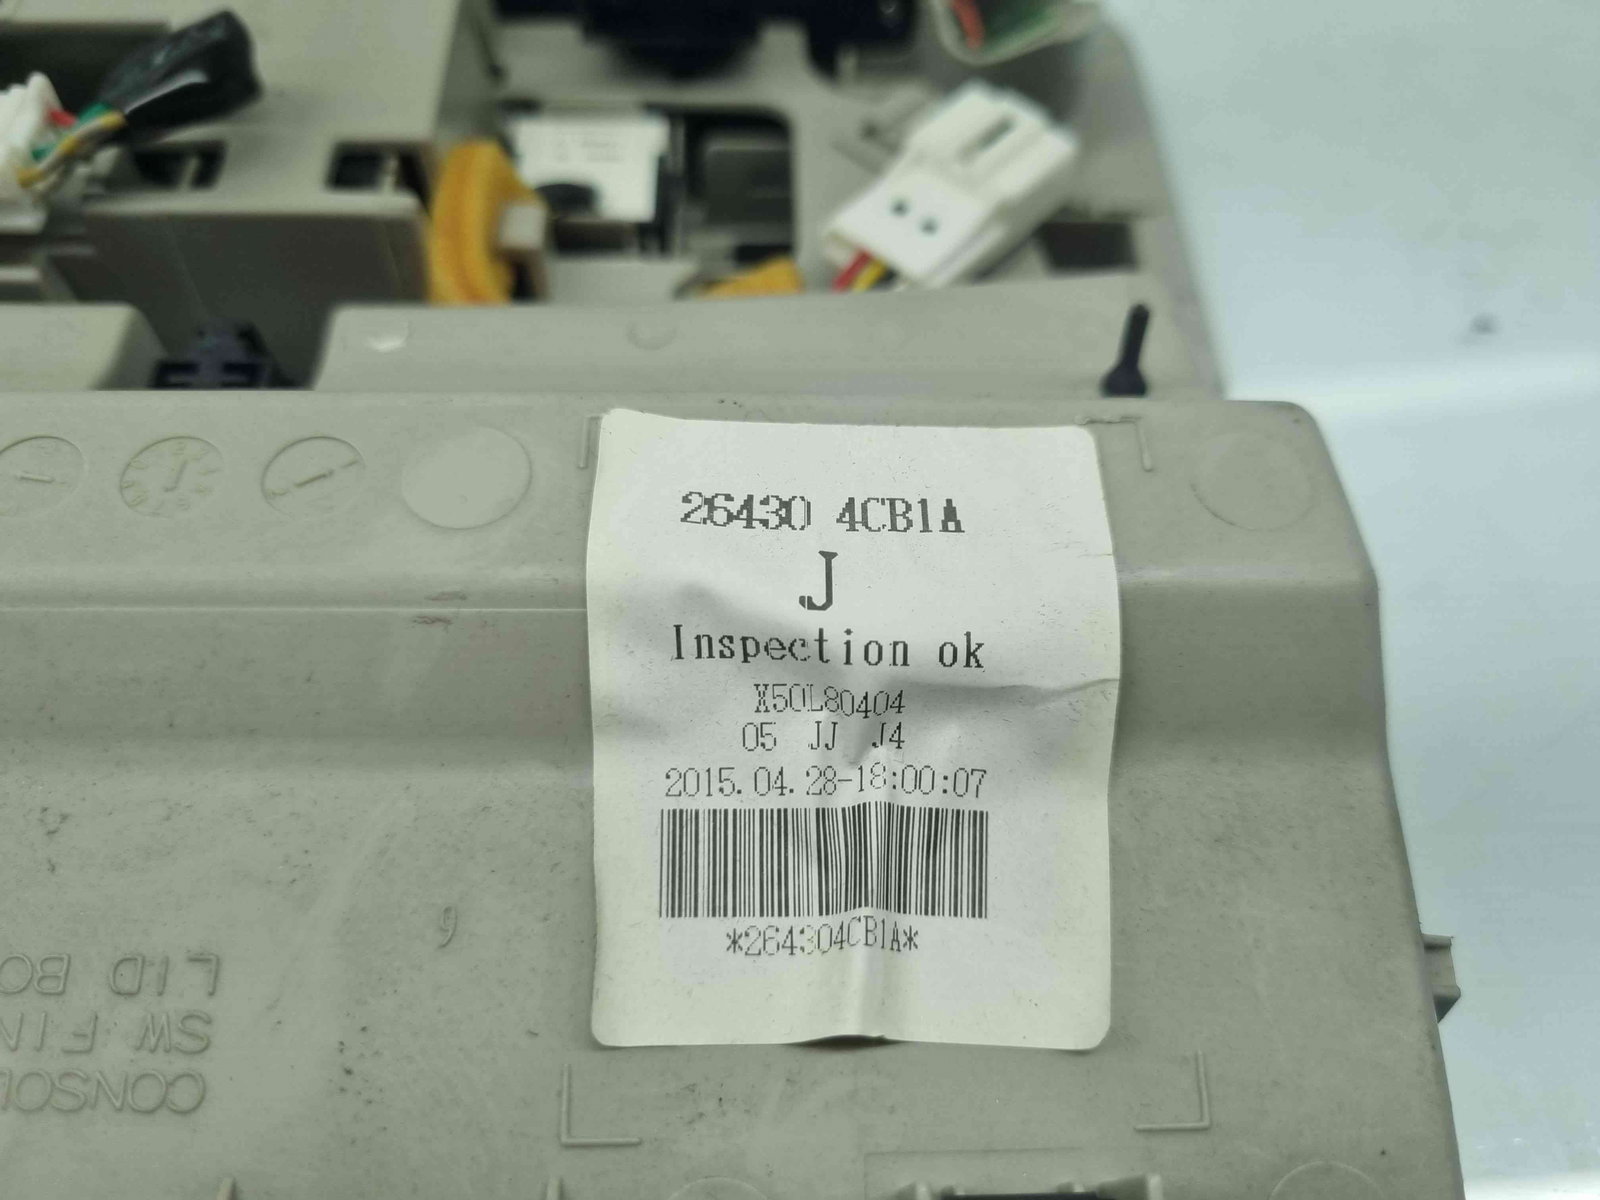 26430 4CB1A
J
Inspection ok
X50L80404
05 JJ J4
2015.04.28-18:00:07
*264304CB1A*
6
LID BO
SW FIN
CONSOL